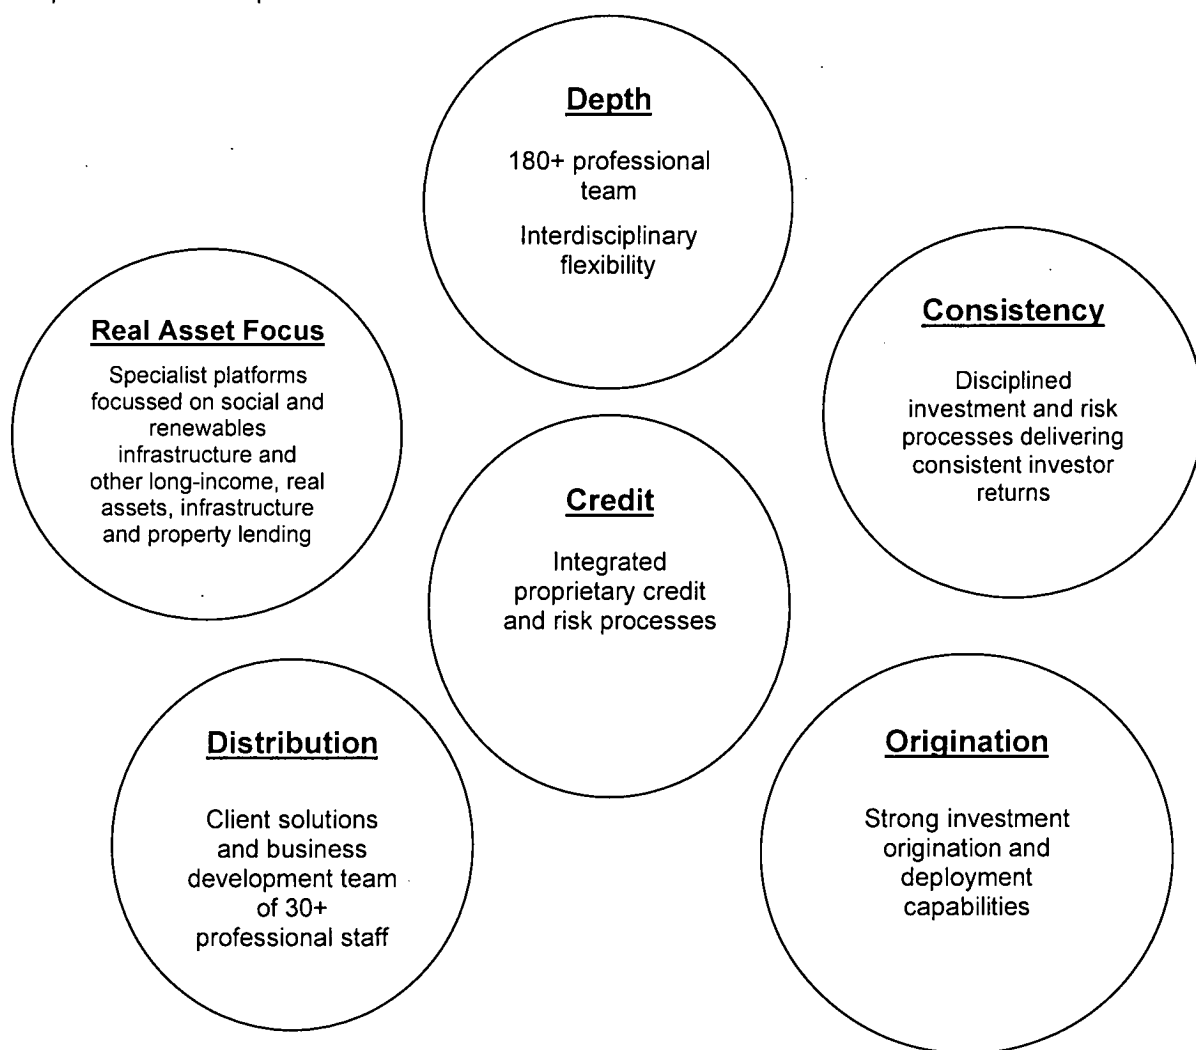 Depth
180+ professional
team
Interdisciplinary
flexibility
Real Asset Focus
Specialist platforms
focussed on social and
renewables
infrastructure and
other long-income, real
assets, infrastructure
and property lending
Consistency
Disciplined
investment and risk
processes delivering
consistent investor
returns
Credit
Integrated
proprietary credit
and risk processes
Distribution
Client solutions
and business
development team
of 30+
professional staff
Origination
Strong investment
origination and
deployment
capabilities